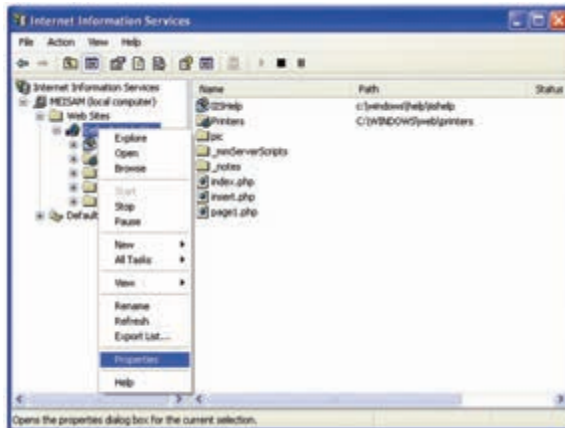 Internet Information Services
File Action View Help
Internet Information Services
MEISAM (local computer)
Web Sites
Default
Explore
Open
Browse
Start
Stop
Pause
New
All Tasks
View
Rename
Refresh
Export List...
Properties
Help
Name Path Status
IISHelp c:\windows\help\iishelp
Printers C:\WINDOWS\web\printers
pic
_mmServerScripts
_notes
index.php
insert.php
page1.php
Opens the properties dialog box for the current selection.